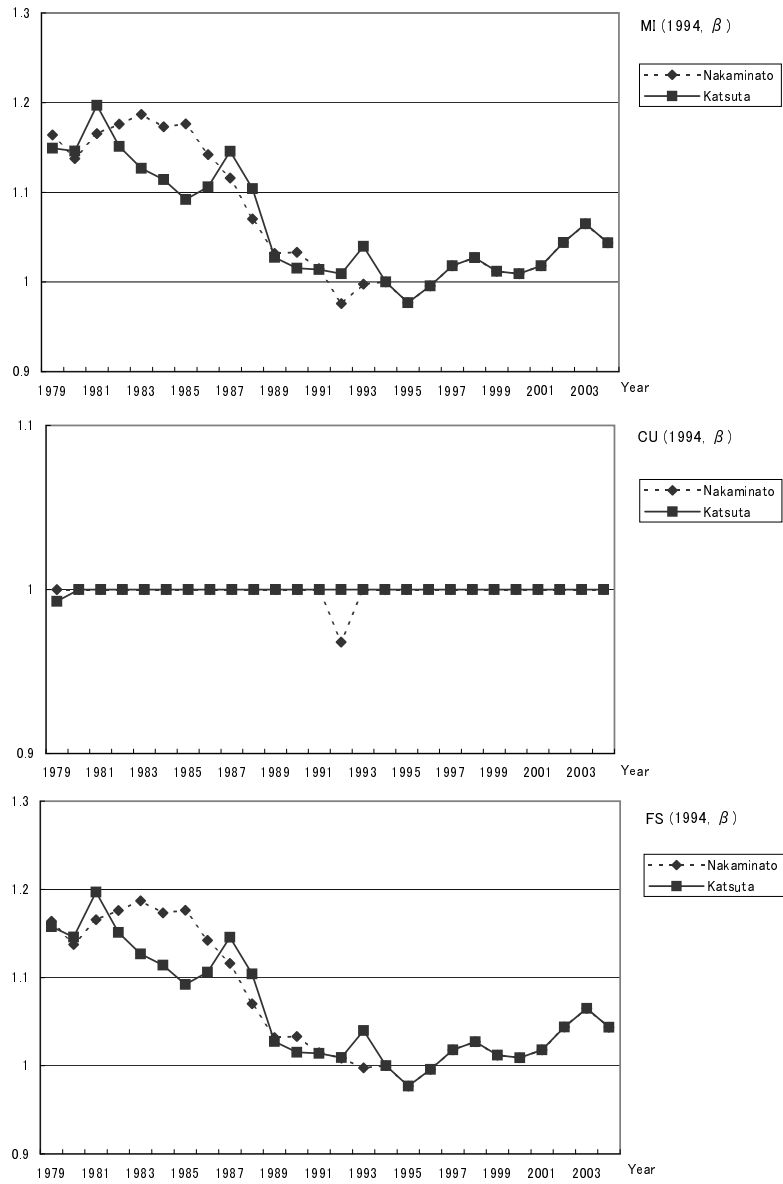 MI (1994, β)
Nakaminato
Katsuta
1.3
1.2
1.1
1
0.9
1979 1981 1983 1985 1987 1989 1991 1993 1995 1997 1999 2001 2003 Year
CU (1994, β)
Nakaminato
Katsuta
1.1
1
0.9
1979 1981 1983 1985 1987 1989 1991 1993 1995 1997 1999 2001 2003 Year
FS (1994, β)
Nakaminato
Katsuta
1.3
1.2
1.1
1
0.9
1979 1981 1983 1985 1987 1989 1991 1993 1995 1997 1999 2001 2003 Year